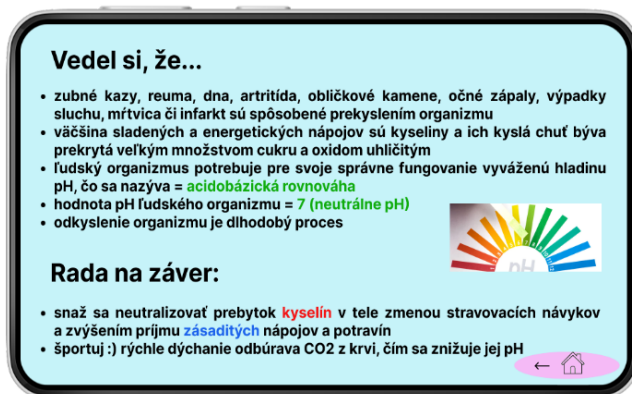 Vedel si, že...
• zubné kazy, reuma, dna, artritída, obličkové kamene, očné zápaly, výpadky
sluchu, mŕtvica či infarkt sú spôsobené prekyslením organizmu
• väčšina sladených a energetických nápojov sú kyseliny a ich kyslá chuť býva
prekrytá veľkým množstvom cukru a oxidom uhličitým
• ľudský organizmus potrebuje pre svoje správne fungovanie vyváženú hladinu
pH, čo sa nazýva = acidobázická rovnováha
• hodnota pH ľudského organizmu = 7 (neutrálne pH)
• odkyslenie organizmu je dlhodobý proces
pH
Rada na záver:
• snaž sa neutralizovať prebytok kyselín v tele zmenou stravovacích návykov
a zvýšením príjmu zásaditých nápojov a potravín
• športuj :) rýchle dýchanie odbúrava CO2 z krvi, čím sa znižuje jej pH